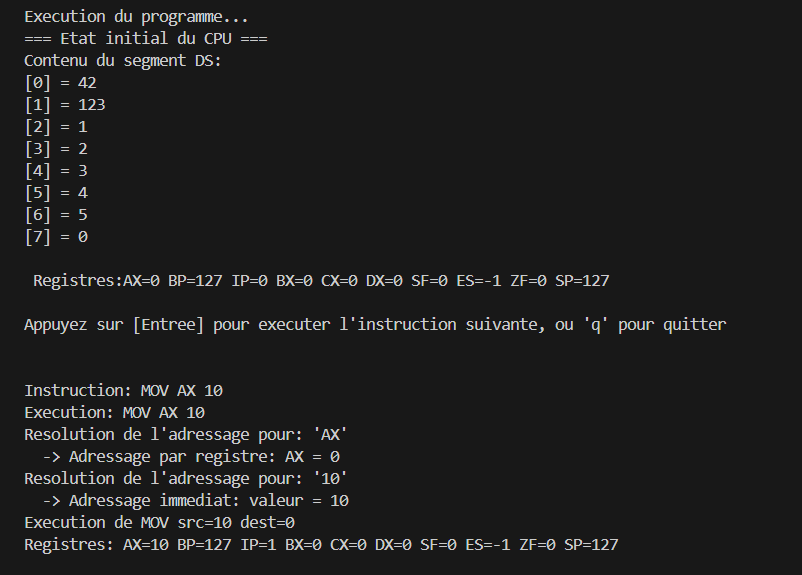 Execution du programme...
=== Etat initial du CPU ===
Contenu du segment DS:
[0] = 42
[1] = 123
[2] = 1
[3] = 2
[4] = 3
[5] = 4
[6] = 5
[7] = 0
Registres:AX=0 BP=127 IP=0 BX=0 CX=0 DX=0 SF=0 ES=-1 ZF=0 SP=127
Appuyez sur [Entree] pour executer l'instruction suivante, ou 'q' pour quitter
Instruction: MOV AX 10
Execution: MOV AX 10
Resolution de l'adressage pour: 'AX'
-> Adressage par registre: AX = 0
Resolution de l'adressage pour: '10'
-> Adressage immediat: valeur = 10
Execution de MOV src=10 dest=0
Registres: AX=10 BP=127 IP=1 BX=0 CX=0 DX=0 SF=0 ES=-1 ZF=0 SP=127